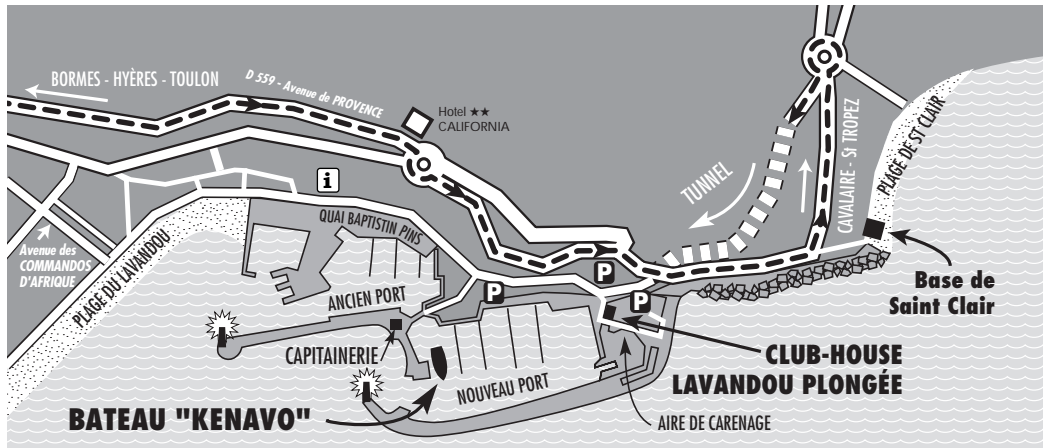 BORMES - HYÈRES - TOULON
D 559 - Avenue de PROVENCE
Hotel ★★
CALIFORNIA
TUNNEL
CAVALAIRE - St TROPEZ
PLAGE DE ST CLAIR
i
QUAI BAPTISTIN PINS
Avenue des
COMMANDOS
D'AFRIQUE
PLAGE DU LAVANDOU
ANCIEN PORT
P
P
P
Base de
Saint Clair
CAPITAINERIE
NOUVEAU PORT
CLUB-HOUSE
LAVANDOU PLONGÉE
BATEAU "KENAVO"
AIRE DE CARENAGE